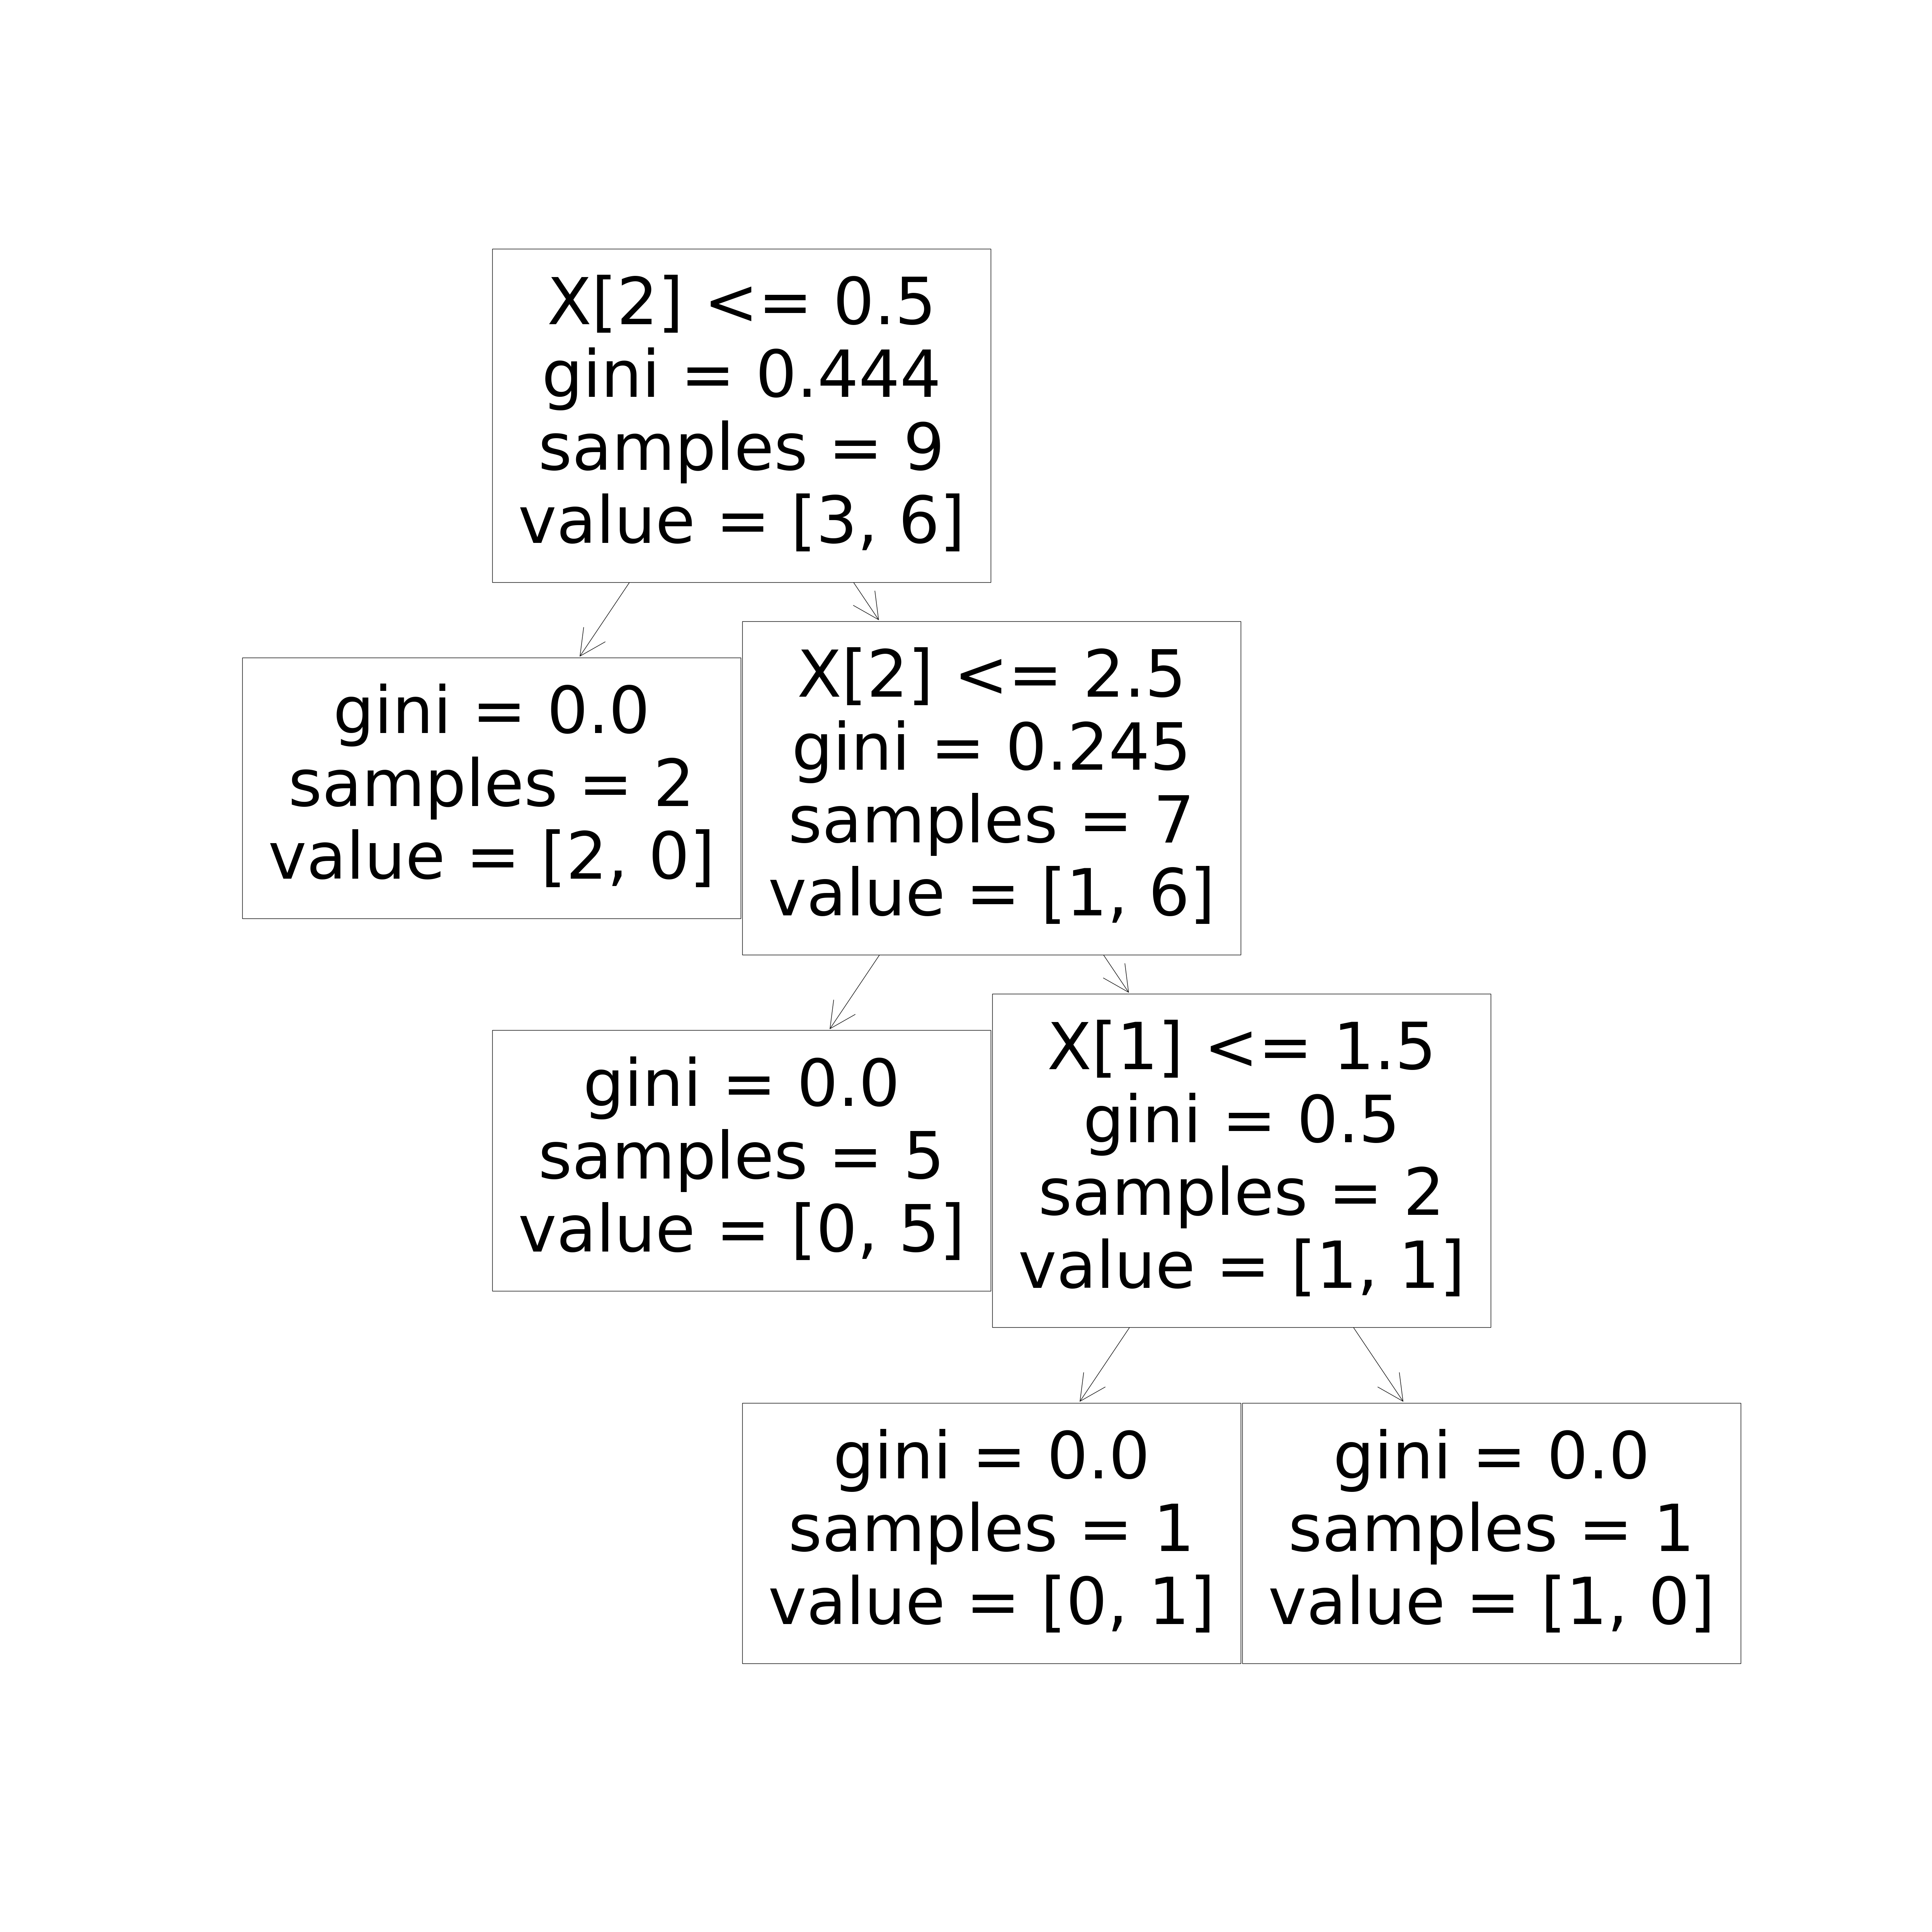 X[2] <= 0.5
gini = 0.444
samples = 9
value = [3, 6]
gini = 0.0
samples = 2
value = [2, 0]
X[2] <= 2.5
gini = 0.245
samples = 7
value = [1, 6]
gini = 0.0
samples = 5
value = [0, 5]
X[1] <= 1.5
gini = 0.5
samples = 2
value = [1, 1]
gini = 0.0
samples = 1
value = [0, 1]
gini = 0.0
samples = 1
value = [1, 0]